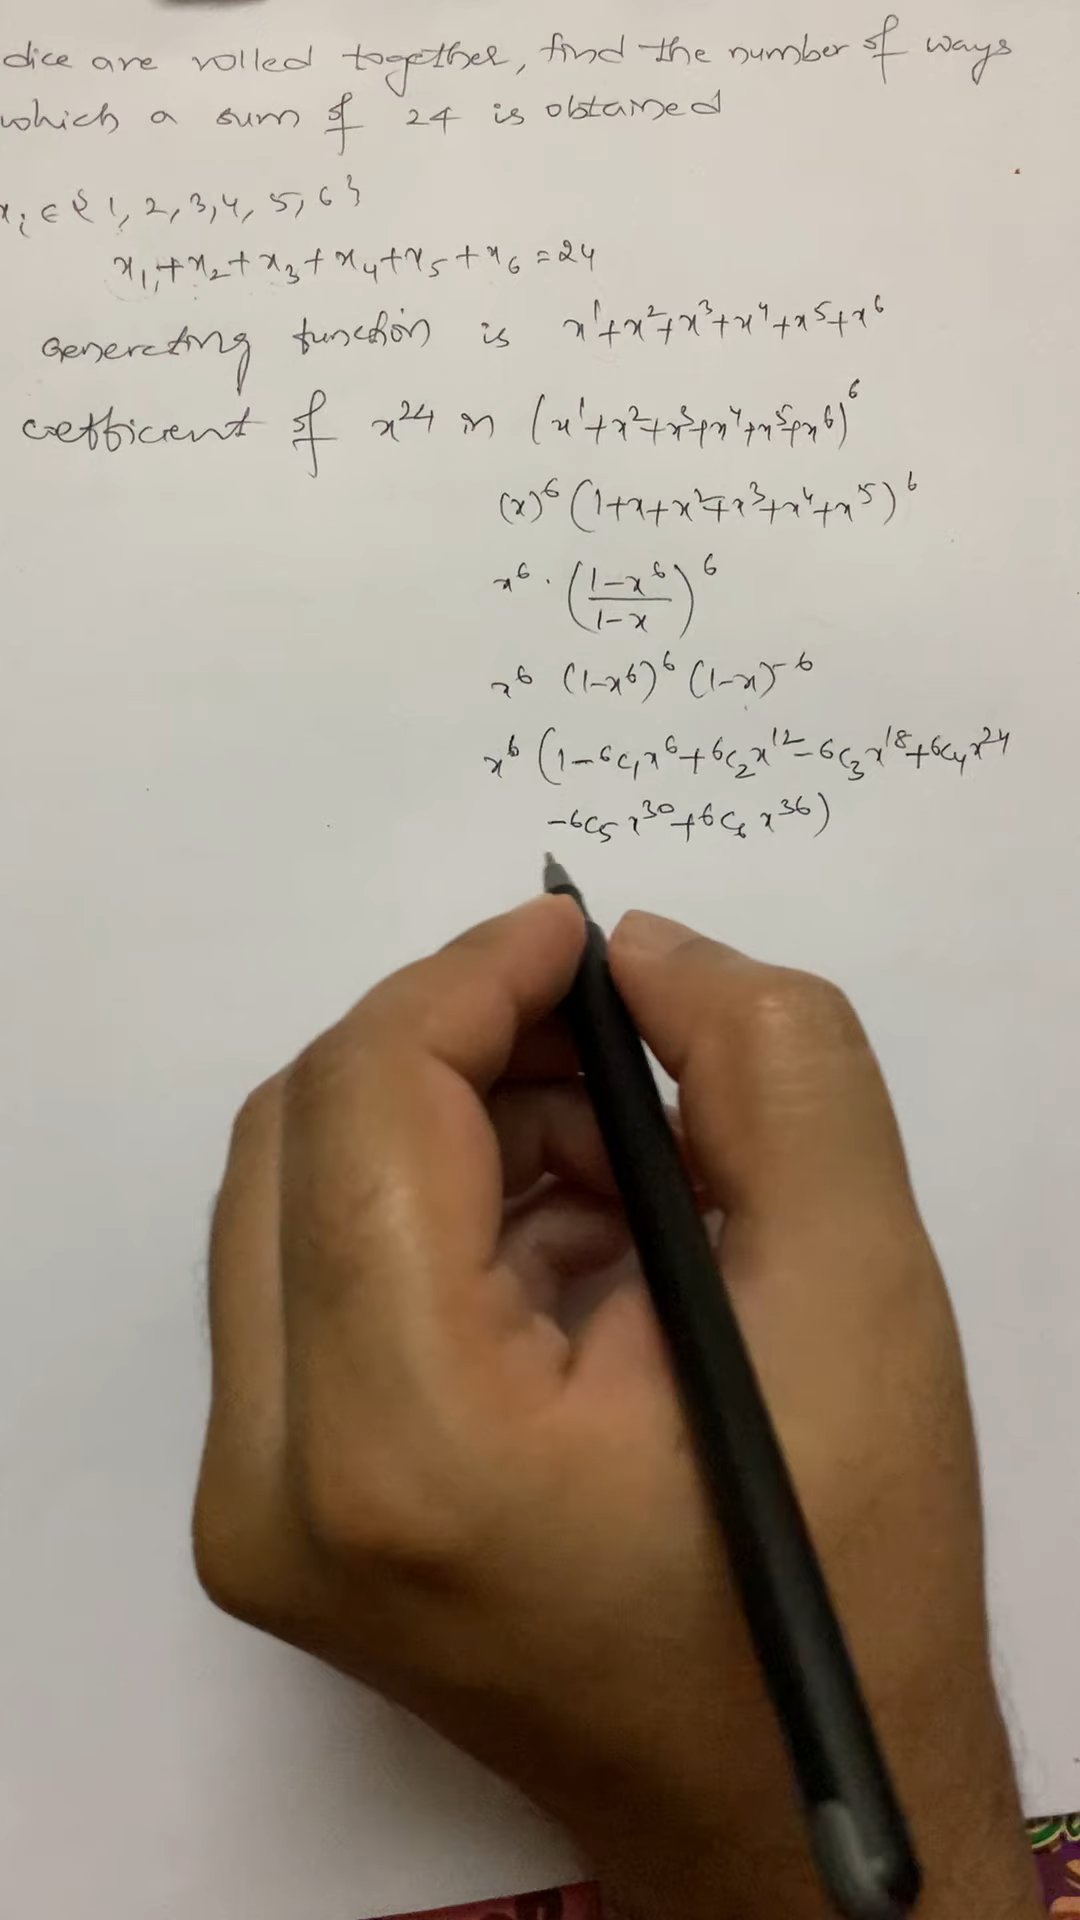 dice are rolled together, find the number of ways
which a sum of 24 is obtained
xᵢ ∈ {1, 2, 3, 4, 5, 6}
x₁ + x₂ + x₃ + x₄ + x₅ + x₆ = 24
Generating function is x¹+x²+x³+x⁴+x⁵+x⁶
coefficient of x²⁴ in (x¹+x²+x³+x⁴+x⁵+x⁶)⁶
(x)⁶ (1+x+x²+x³+x⁴+x⁵)⁶
x⁶ · ((1-x⁶)/(1-x))⁶
x⁶ (1-x⁶)⁶ (1-x)⁻⁶
x⁶ (1-6c₁x⁶+6c₂x¹²-6c₃x¹⁸+6c₄x²⁴
-6c₅x³⁰+6c₆x³⁶)